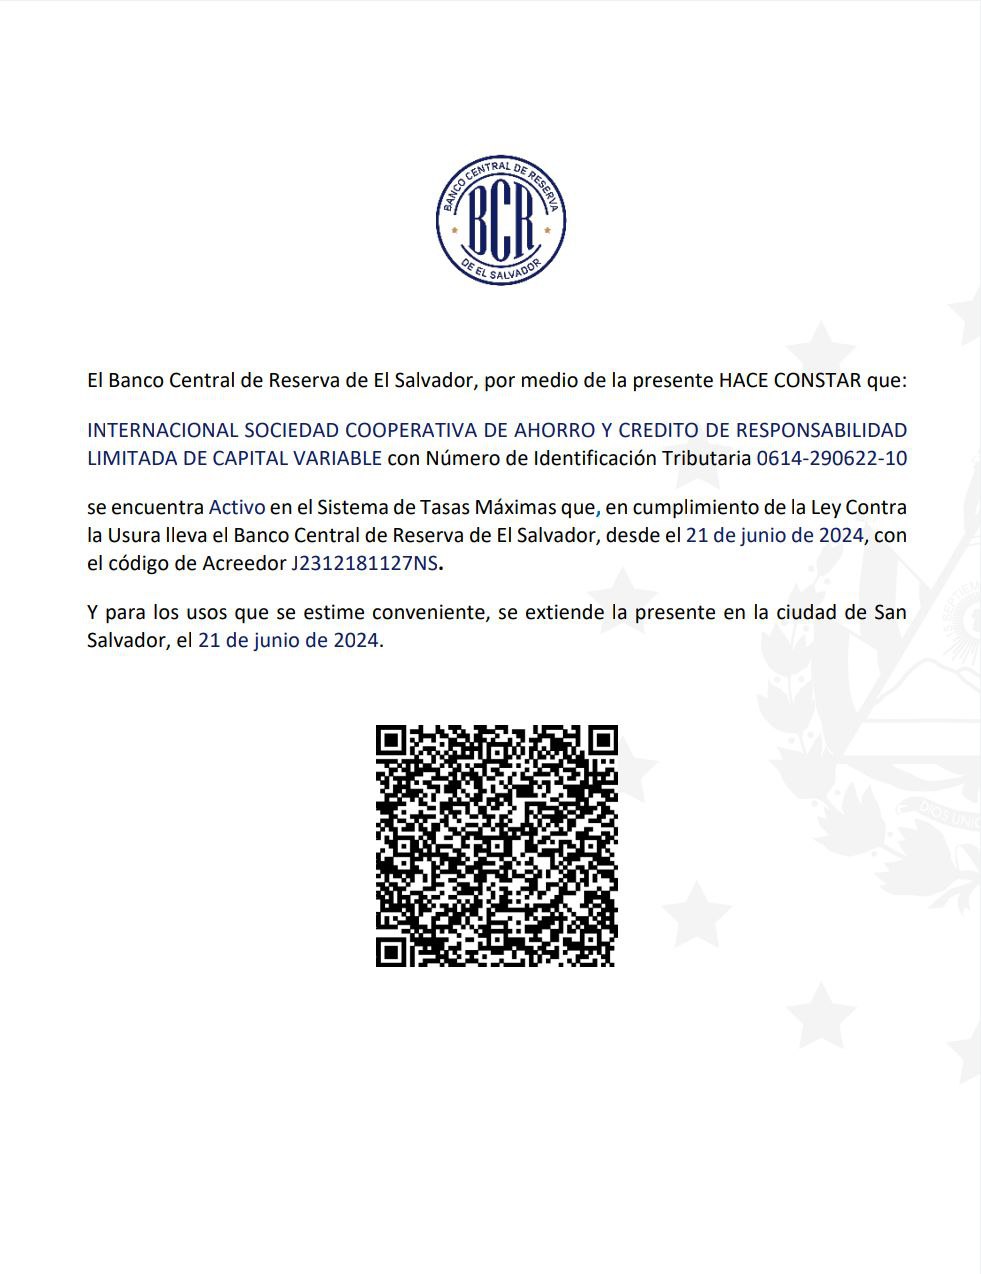 BANCO CENTRAL DE RESERVA
BCR
DE EL SALVADOR
El Banco Central de Reserva de El Salvador, por medio de la presente HACE CONSTAR que:
INTERNACIONAL SOCIEDAD COOPERATIVA DE AHORRO Y CREDITO DE RESPONSABILIDAD
LIMITADA DE CAPITAL VARIABLE con Número de Identificación Tributaria 0614-290622-10
se encuentra Activo en el Sistema de Tasas Máximas que, en cumplimiento de la Ley Contra
la Usura lleva el Banco Central de Reserva de El Salvador, desde el 21 de junio de 2024, con
el código de Acreedor J2312181127NS.
Y para los usos que se estime conveniente, se extiende la presente en la ciudad de San
Salvador, el 21 de junio de 2024.
DIOS UNIO